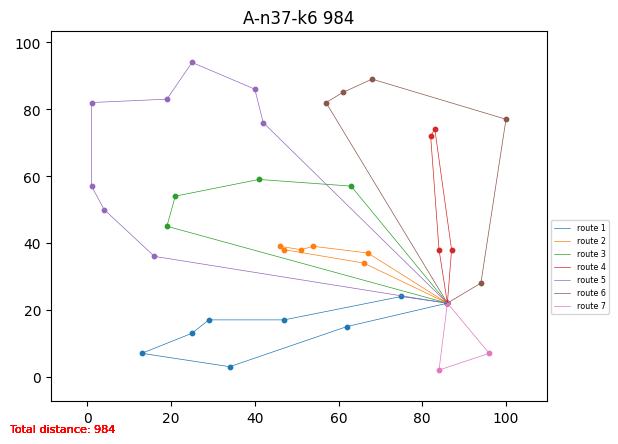 A-n37-k6 984
100
80
60
40
20
0
0 20 40 60 80 100
route 1
route 2
route 3
route 4
route 5
route 6
route 7
Total distance: 984